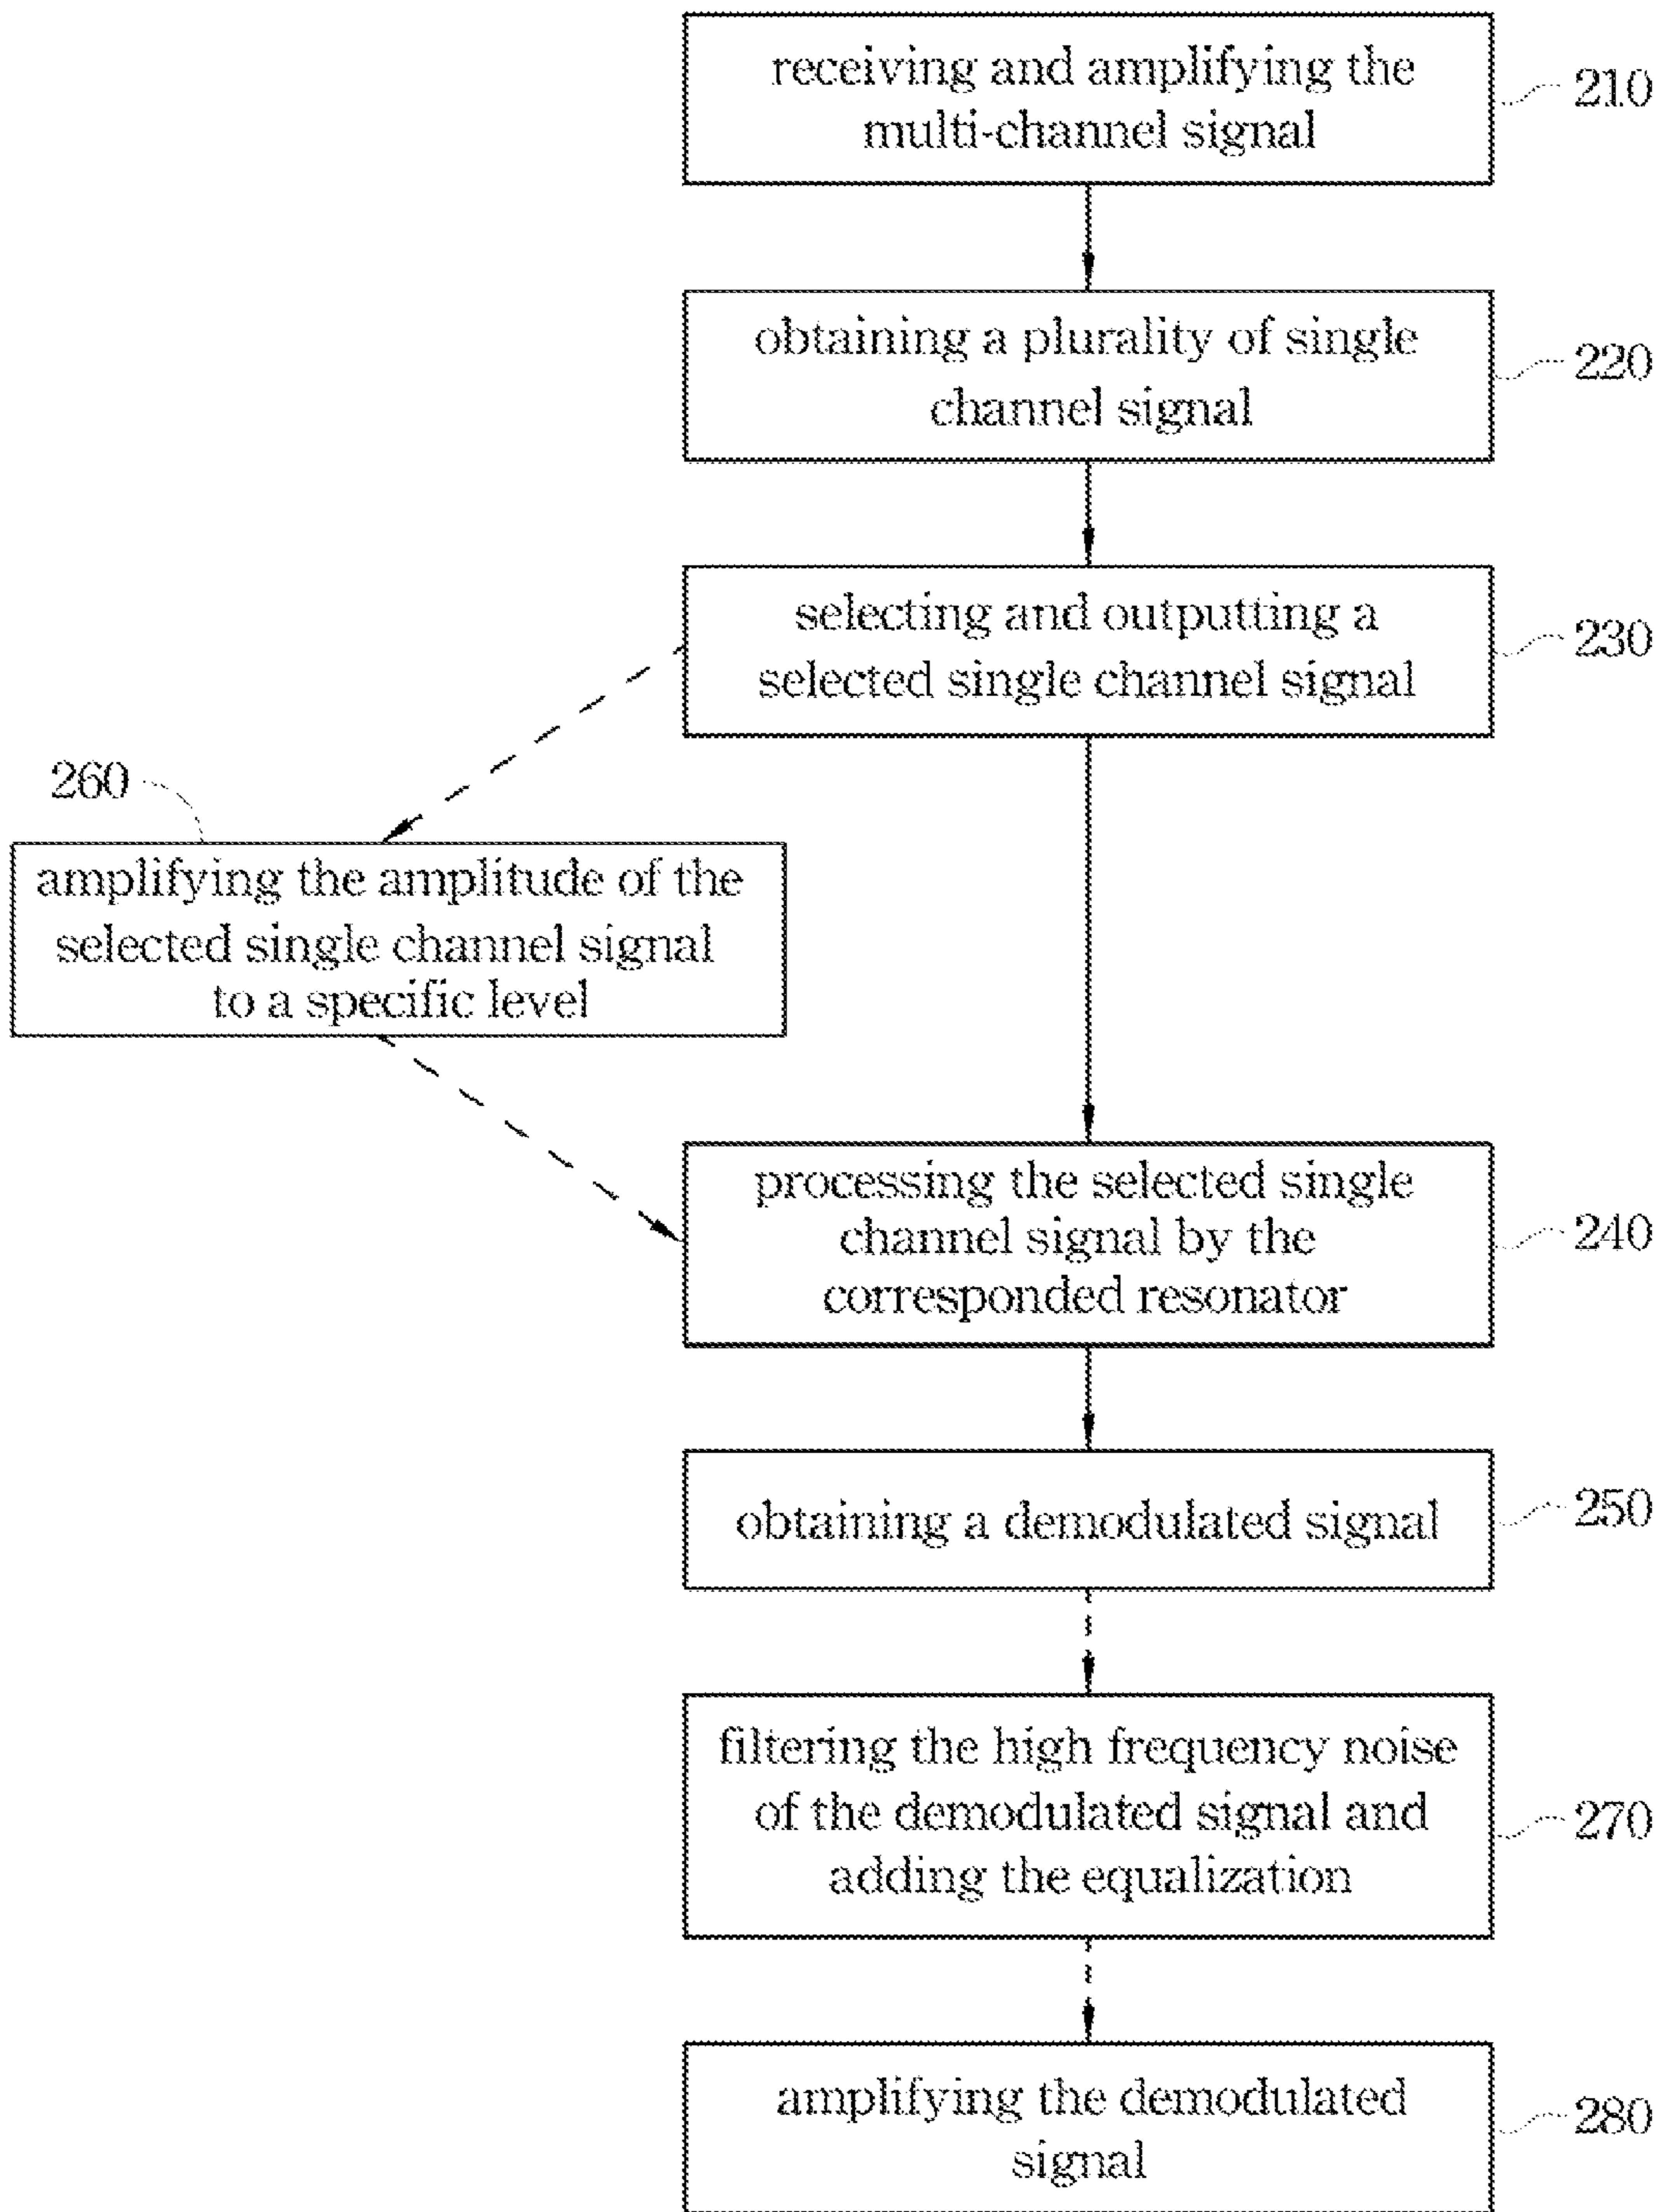 receiving and amplifying the
multi-channel signal
210
obtaining a plurality of single
channel signal
220
selecting and outputting a
selected single channel signal
230
260
amplifying the amplitude of the
selected single channel signal
to a specific level
processing the selected single
channel signal by the
corresponded resonator
240
obtaining a demodulated signal
250
filtering the high frequency noise
of the demodulated signal and
adding the equalization
270
amplifying the demodulated
signal
280